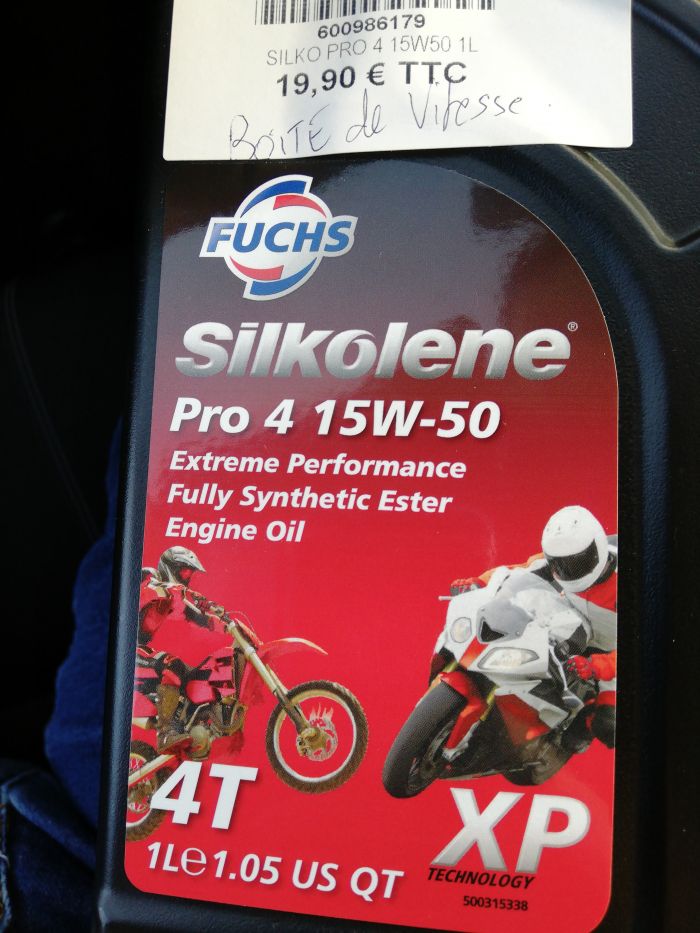 600986179
SILKO PRO 4 15W50 1L
19,90 € TTC
BOITE de Vitesse.
FUCHS
Silkolene®
Pro 4 15W-50
Extreme Performance
Fully Synthetic Ester
Engine Oil
4T
1L℮1.05 US QT
XP
TECHNOLOGY
500315338